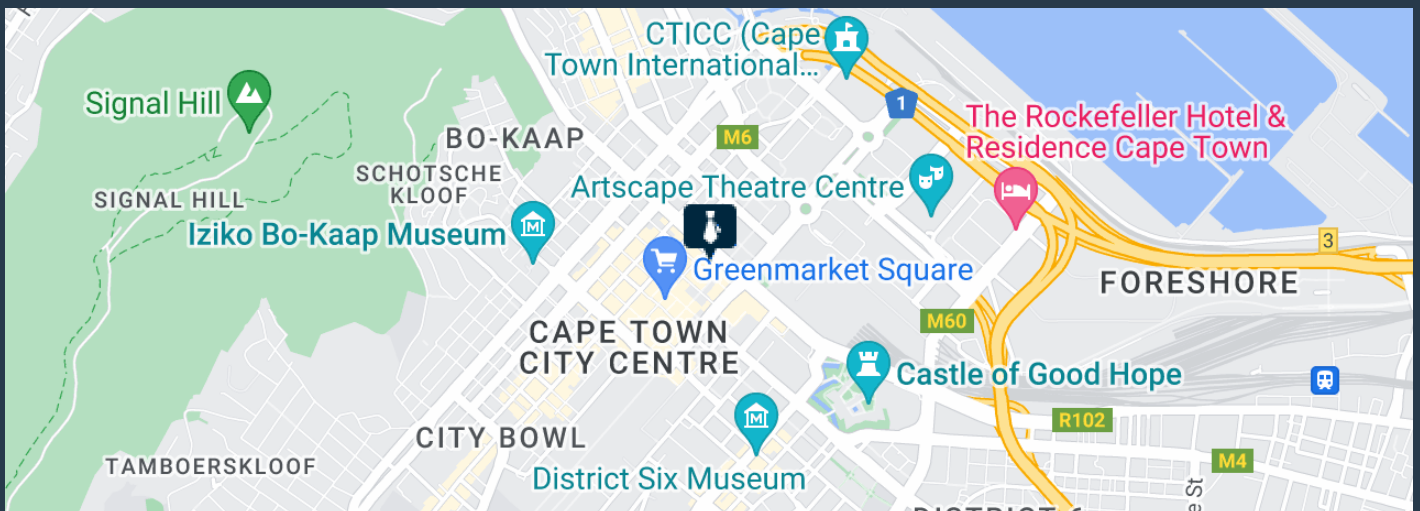 CTICC (Cape
Town International...
Signal Hill
1
The Rockefeller Hotel &
Residence Cape Town
BO-KAAP
M6
SCHOTSCHE
KLOOF
Artscape Theatre Centre
SIGNAL HILL
Iziko Bo-Kaap Museum
3
Greenmarket Square
FORESHORE
M60
CAPE TOWN
CITY CENTRE
Castle of Good Hope
R102
CITY BOWL
M4
TAMBOERSKLOOF
District Six Museum
M
M